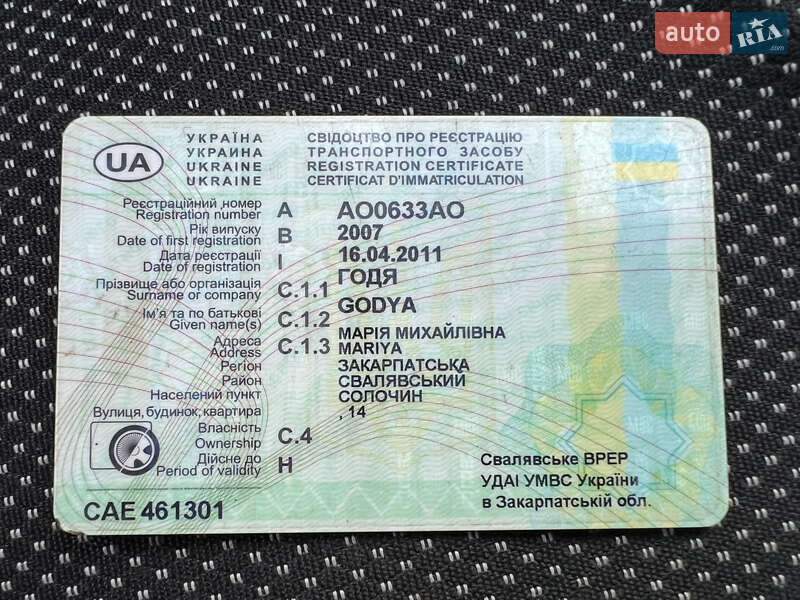 auto RIA .com
UA
УКРАЇНА
УКРАИНА
UKRAINE
UKRAINE
СВІДОЦТВО ПРО РЕЄСТРАЦІЮ
ТРАНСПОРТНОГО ЗАСОБУ
REGISTRATION CERTIFICATE
CERTIFICAT D'IMMATRICULATION
Реєстраційний номер
Registration number A AO0633AO
Рік випуску
Date of first registration B 2007
Дата реєстрації
Date of registration I 16.04.2011
Прізвище або організація
Surname or company C.1.1 ГОДЯ
GODYA
Ім'я та по батькові
Given name(s) C.1.2 МАРІЯ МИХАЙЛІВНА
MARIYA
Адреса
Address C.1.3
Регіон ЗАКАРПАТСЬКА
Район СВАЛЯВСЬКИЙ
Населений пункт СОЛОЧИН
Вулиця, будинок, квартира , 14
Власність
Ownership C.4
Дійсне до
Period of validity H
Свалявське ВРЕР
УДАІ УМВС України
в Закарпатській обл.
CAE 461301